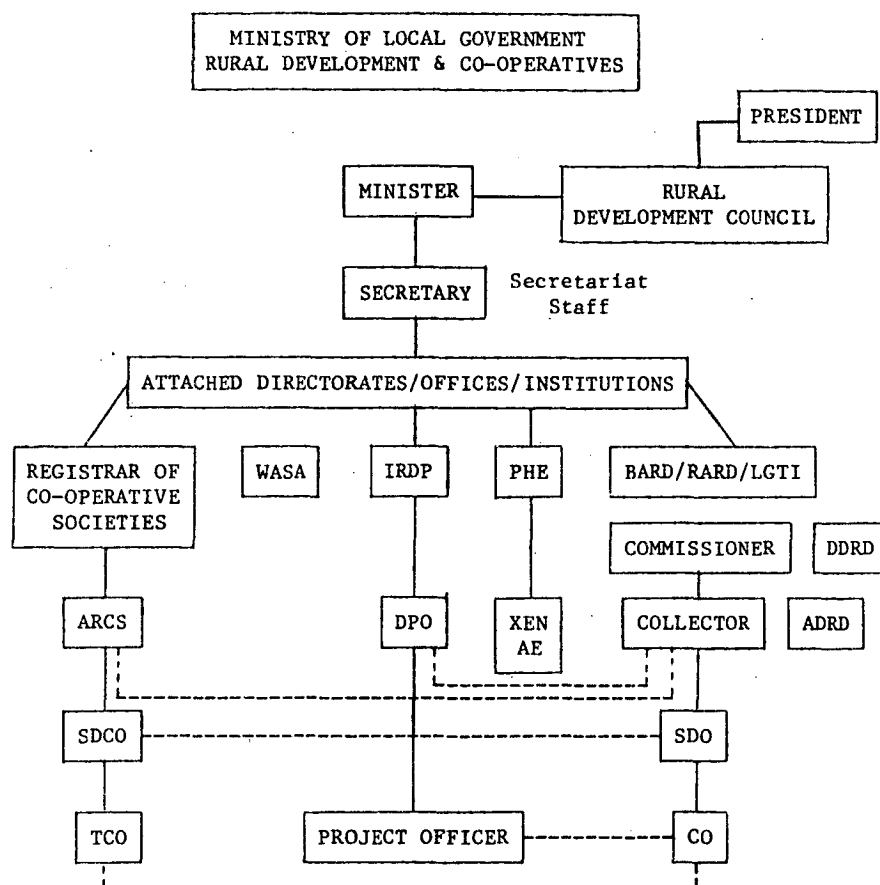 MINISTRY OF LOCAL GOVERNMENT
RURAL DEVELOPMENT & CO-OPERATIVES
PRESIDENT
MINISTER
RURAL
DEVELOPMENT COUNCIL
SECRETARY
Secretariat
Staff
ATTACHED DIRECTORATES/OFFICES/INSTITUTIONS
REGISTRAR OF
CO-OPERATIVE
SOCIETIES
WASA
IRDP
PHE
BARD/RARD/LGTI
COMMISSIONER
DDRD
ARCS
DPO
XEN
AE
COLLECTOR
ADRD
SDCO
SDO
TCO
PROJECT OFFICER
CO